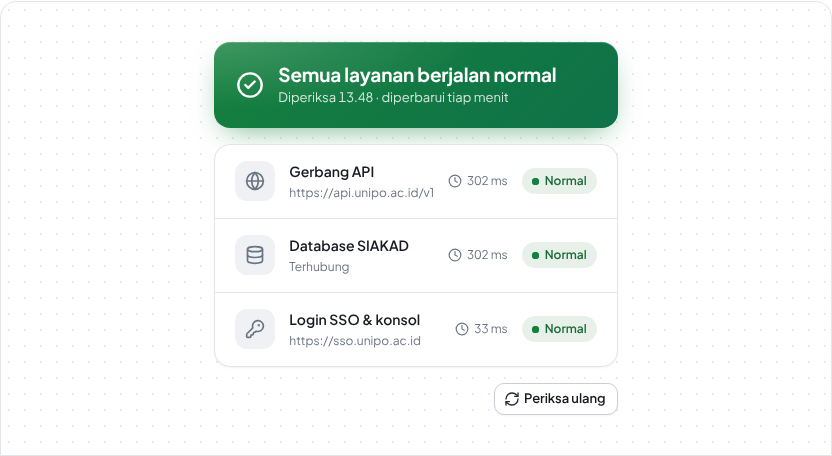 Semua layanan berjalan normal
Diperiksa 13.48 · diperbarui tiap menit
Gerbang API
https://api.unipo.ac.id/v1
302 ms
Normal
Database SIAKAD
Terhubung
302 ms
Normal
Login SSO & konsol
https://sso.unipo.ac.id
33 ms
Normal
Periksa ulang